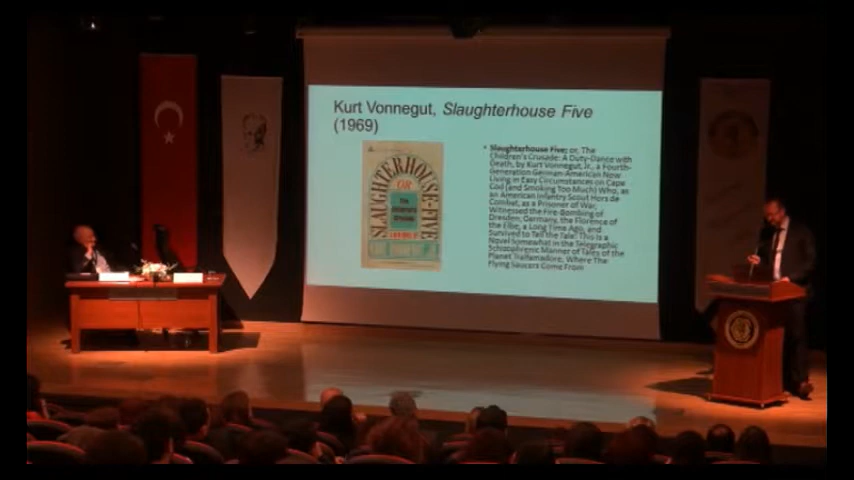 Kurt Vonnegut, Slaughterhouse Five
(1969)
SLAUGHTERHOUSE-FIVE
OR
The
Children's
Crusade
• Slaughterhouse Five; or, The
Children's Crusade: A Duty-Dance with
Death, by Kurt Vonnegut, Jr., a Fourth-
Generation German-American Now
Living in Easy Circumstances on Cape
Cod (and Smoking Too Much) Who, as
an American Infantry Scout Hors de
Combat, as a Prisoner of War,
Witnessed the Fire-Bombing of
Dresden, Germany, the Florence of
the Elbe, a Long Time Ago, and
Survived to Tell the Tale: This is a
Novel Somewhat in the Telegraphic
Schizophrenic Manner of Tales of the
Planet Tralfamadore, Where The
Flying Saucers Come From